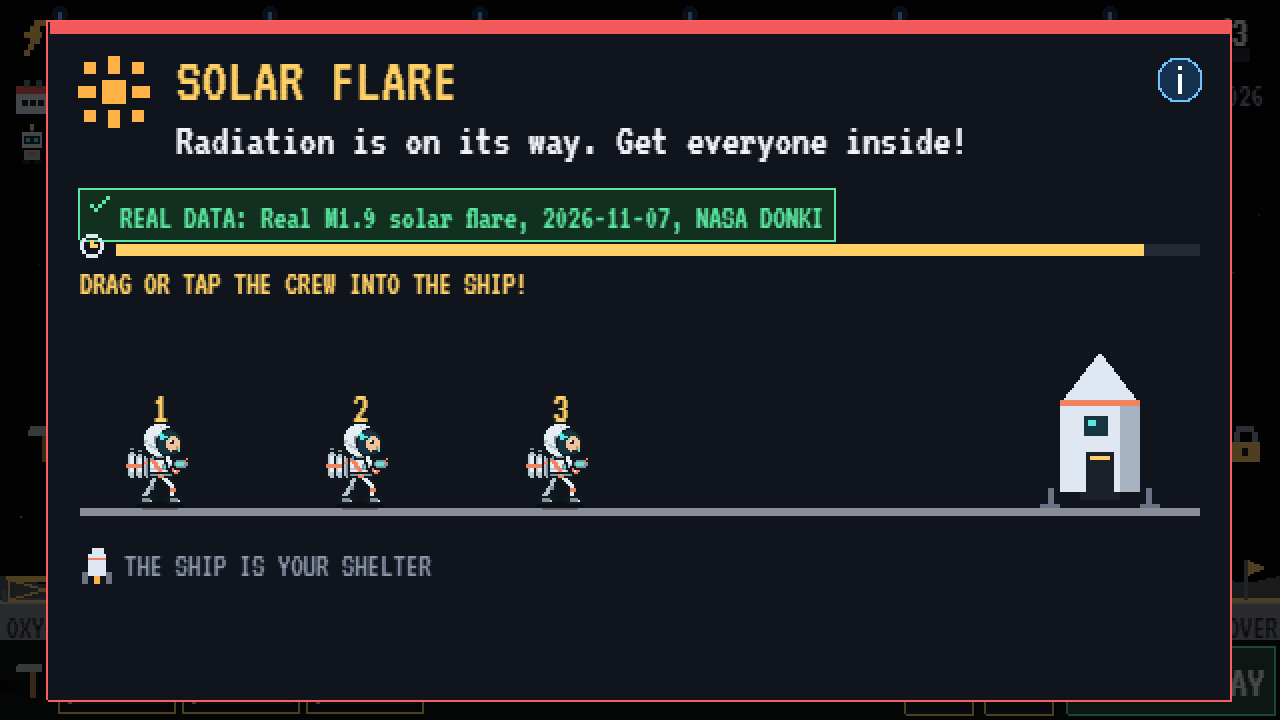 SOLAR FLARE
i
Radiation is on its way. Get everyone inside!
REAL DATA: Real M1.9 solar flare, 2026-11-07, NASA DONKI
DRAG OR TAP THE CREW INTO THE SHIP!
1 2 3
THE SHIP IS YOUR SHELTER